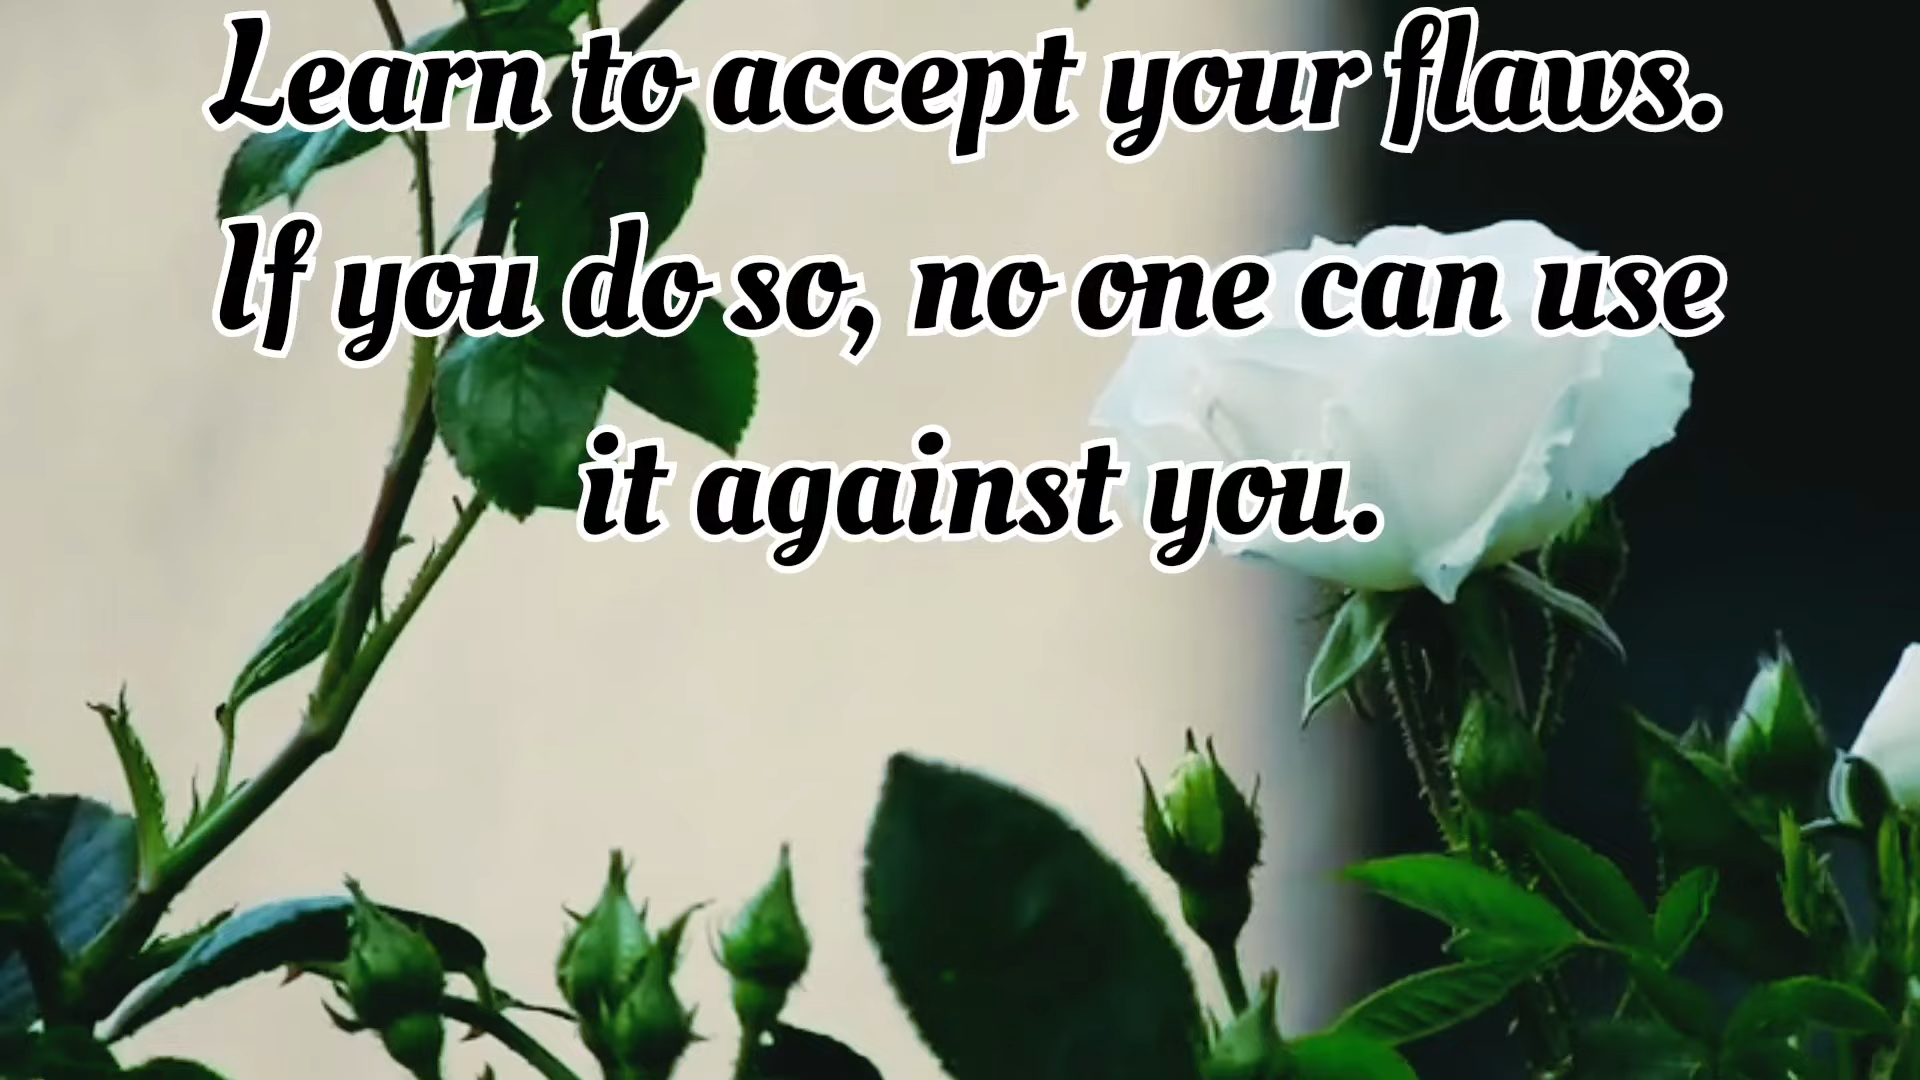 Learn to accept your flaws.
If you do so, no one can use
it against you.